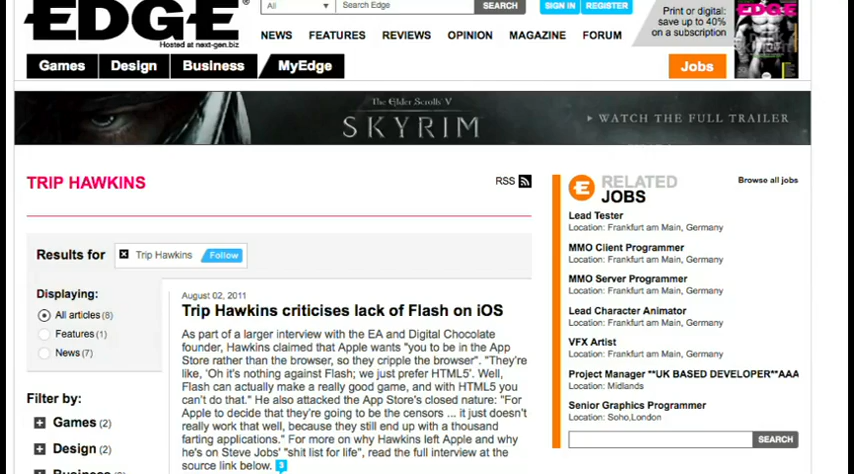 EDGE
Hosted at next-gen.biz
All
Search Edge
SEARCH
SIGN IN
REGISTER
NEWS FEATURES REVIEWS OPINION MAGAZINE FORUM
Print or digital:
save up to 40%
on a subscription
EDGE
Games Design Business MyEdge
Jobs
The Elder Scrolls V
SKYRIM
WATCH THE FULL TRAILER
TRIP HAWKINS
RSS
Results for
Trip Hawkins
Follow
Displaying:
All articles (8)
Features (1)
News (7)
Filter by:
Games (2)
Design (2)
Business
August 02, 2011
Trip Hawkins criticises lack of Flash on iOS
As part of a larger interview with the EA and Digital Chocolate
founder, Hawkins claimed that Apple wants "you to be in the App
Store rather than the browser, so they cripple the browser". "They're
like, 'Oh it's nothing against Flash; we just prefer HTML5'. Well,
Flash can actually make a really good game, and with HTML5 you
can't do that." He also attacked the App Store's closed nature: "For
Apple to decide that they're going to be the censors ... it just doesn't
really work that well, because they still end up with a thousand
farting applications." For more on why Hawkins left Apple and why
he's on Steve Jobs' "shit list for life", read the full interview at the
source link below. 3
RELATED
JOBS
Browse all jobs
Lead Tester
Location: Frankfurt am Main, Germany
MMO Client Programmer
Location: Frankfurt am Main, Germany
MMO Server Programmer
Location: Frankfurt am Main, Germany
Lead Character Animator
Location: Frankfurt am Main, Germany
VFX Artist
Location: Frankfurt am Main, Germany
Project Manager **UK BASED DEVELOPER**AAA
Location: Midlands
Senior Graphics Programmer
Location: Soho,London
SEARCH